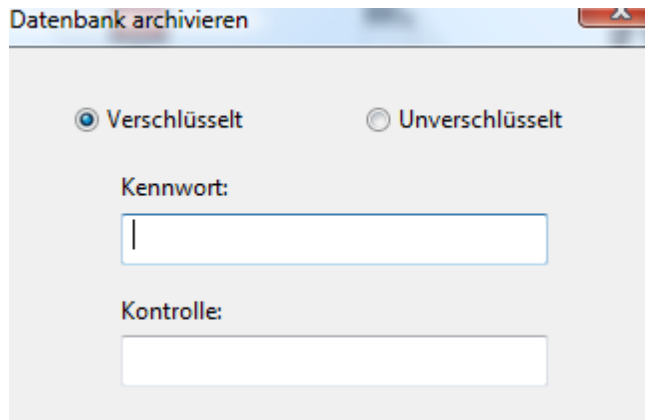 Datenbank archivieren
Verschlüsselt Unverschlüsselt
Kennwort:
Kontrolle: